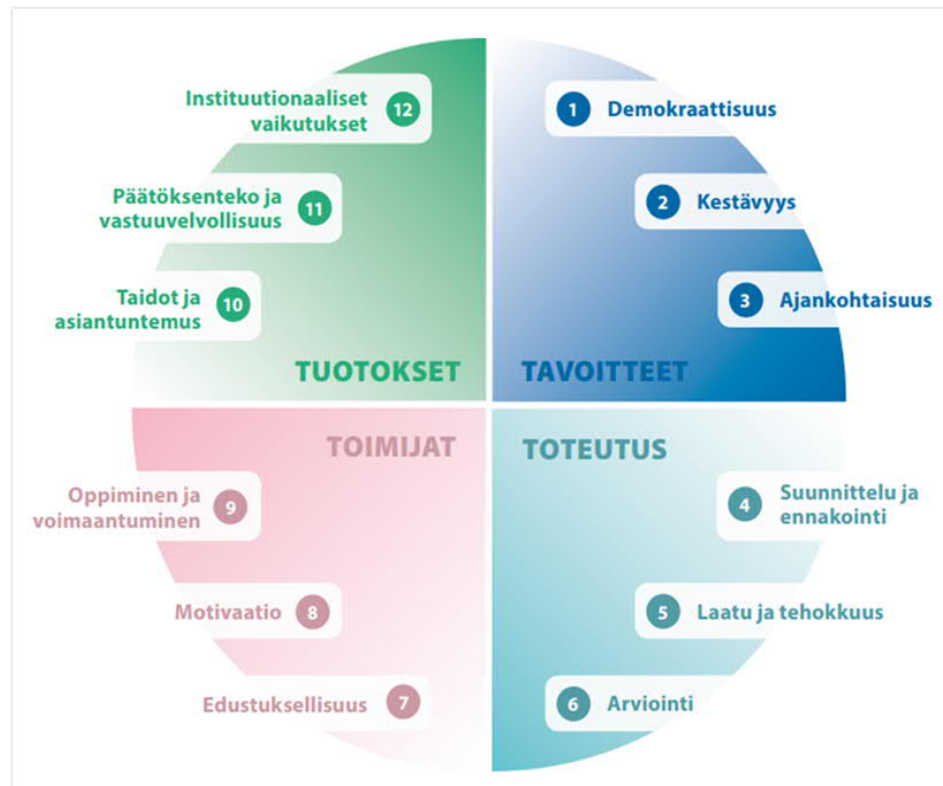 TAVOITTEET
1 Demokraattisuus
2 Kestävyys
3 Ajankohtaisuus
TOTEUTUS
4 Suunnittelu ja
ennakointi
5 Laatu ja tehokkuus
6 Arviointi
TOIMIJAT
7 Edustuksellisuus
8 Motivaatio
9 Oppiminen ja
voimaantuminen
TUOTOKSET
10 Taidot ja
asiantuntemus
11 Päätöksenteko ja
vastuuvelvollisuus
12 Instituutionaaliset
vaikutukset